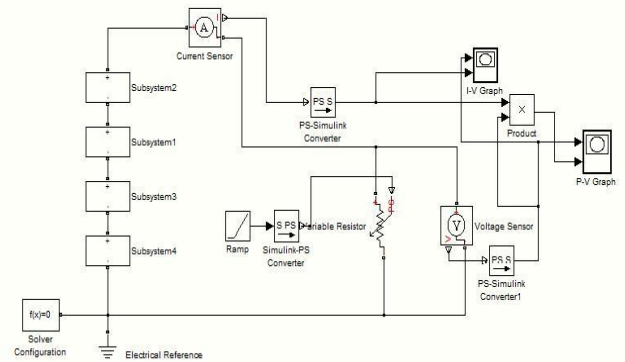 I
A
Current Sensor
I-V Graph
+
-
Subsystem2
PS S
PS-Simulink
Converter
X
Product
+
-
Subsystem1
P-V Graph
+
-
Subsystem3
PS
+
Ramp
S PS
Simulink-PS
Converter
Variable Resistor
+
V
V
Voltage Sensor
+
-
Subsystem4
PS S
PS-Simulink
Converter1
f(x)=0
Solver
Configuration
Electrical Reference